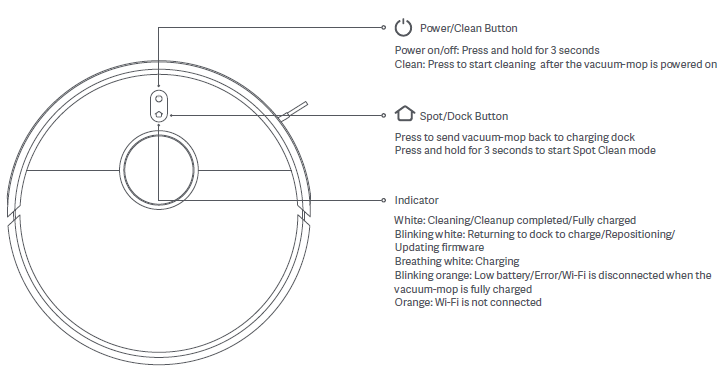 Power/Clean Button
Power on/off: Press and hold for 3 seconds
Clean: Press to start cleaning after the vacuum-mop is powered on
Spot/Dock Button
Press to send vacuum-mop back to charging dock
Press and hold for 3 seconds to start Spot Clean mode
Indicator
White: Cleaning/Cleanup completed/Fully charged
Blinking white: Returning to dock to charge/Repositioning/
Updating firmware
Breathing white: Charging
Blinking orange: Low battery/Error/Wi-Fi is disconnected when the
vacuum-mop is fully charged
Orange: Wi-Fi is not connected